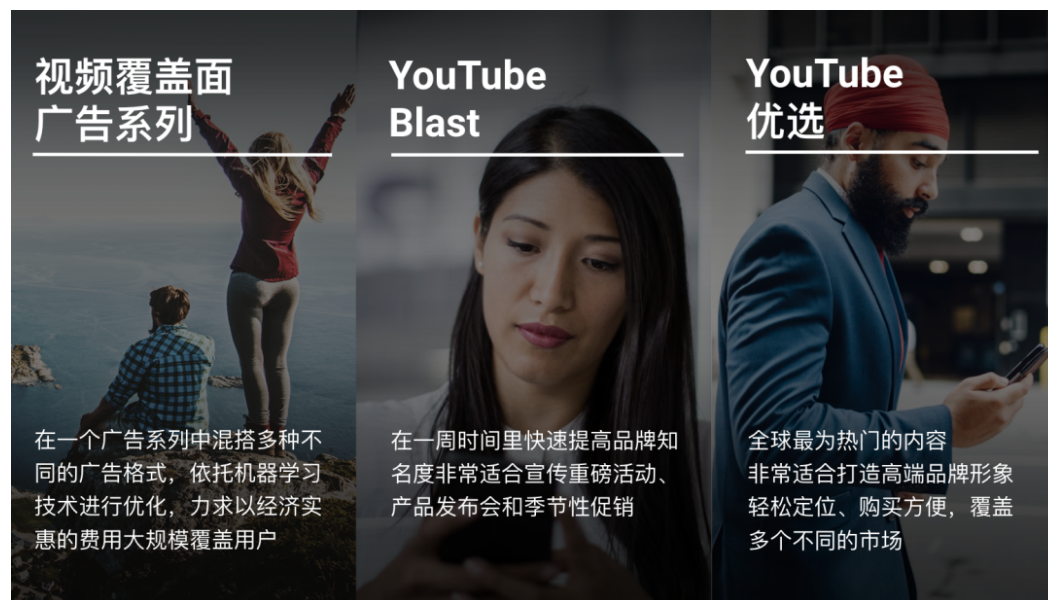 视频覆盖面
广告系列
在一个广告系列中混搭多种不
同的广告格式，依托机器学习
技术进行优化，力求以经济实
惠的费用大规模覆盖用户
YouTube
Blast
在一周时间里快速提高品牌知
名度非常适合宣传重磅活动、
产品发布会和季节性促销
YouTube
优选
全球最为热门的内容
非常适合打造高端品牌形象
轻松定位、购买方便，覆盖
多个不同的市场